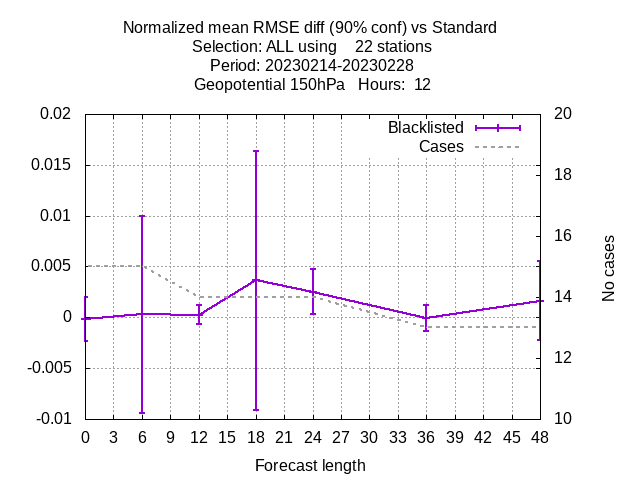 Normalized mean RMSE diff (90% conf) vs Standard
Selection: ALL using 22 stations
Period: 20230214-20230228
Geopotential 150hPa Hours: 12
0.02
0.015
0.01
0.005
0
-0.005
-0.01
Blacklisted
Cases
20
18
16
14
12
10
No cases
0 3 6 9 12 15 18 21 24 27 30 33 36 39 42 45 48
Forecast length